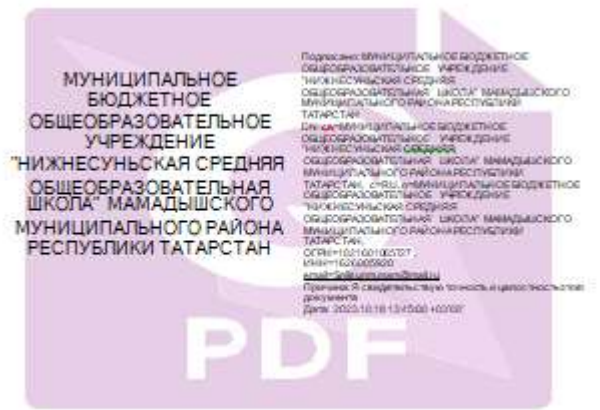 МУНИЦИПАЛЬНОЕ
БЮДЖЕТНОЕ
ОБЩЕОБРАЗОВАТЕЛЬНОЕ
УЧРЕЖДЕНИЕ
"НИЖНЕСУНЬСКАЯ СРЕДНЯЯ
ОБЩЕОБРАЗОВАТЕЛЬНАЯ
ШКОЛА" МАМАДЫШСКОГО
МУНИЦИПАЛЬНОГО РАЙОНА
РЕСПУБЛИКИ ТАТАРСТАН
Подписано: МУНИЦИПАЛЬНОЕ БЮДЖЕТНОЕ
ОБЩЕОБРАЗОВАТЕЛЬНОЕ УЧРЕЖДЕНИЕ
"НИЖНЕСУНЬСКАЯ СРЕДНЯЯ
ОБЩЕОБРАЗОВАТЕЛЬНАЯ ШКОЛА" МАМАДЫШСКОГО
МУНИЦИПАЛЬНОГО РАЙОНА РЕСПУБЛИКИ
ТАТАРСТАН
DN: cn=МУНИЦИПАЛЬНОЕ БЮДЖЕТНОЕ
ОБЩЕОБРАЗОВАТЕЛЬНОЕ УЧРЕЖДЕНИЕ
"НИЖНЕСУНЬСКАЯ СРЕДНЯЯ
ОБЩЕОБРАЗОВАТЕЛЬНАЯ ШКОЛА" МАМАДЫШСКОГО
МУНИЦИПАЛЬНОГО РАЙОНА РЕСПУБЛИКИ
ТАТАРСТАН, c=RU, o=МУНИЦИПАЛЬНОЕ БЮДЖЕТНОЕ
ОБЩЕОБРАЗОВАТЕЛЬНОЕ УЧРЕЖДЕНИЕ
"НИЖНЕСУНЬСКАЯ СРЕДНЯЯ
ОБЩЕОБРАЗОВАТЕЛЬНАЯ ШКОЛА" МАМАДЫШСКОГО
МУНИЦИПАЛЬНОГО РАЙОНА РЕСПУБЛИКИ
ТАТАРСТАН,
Причина: Я свидетельствую точность и целостность этого
документа
PDF